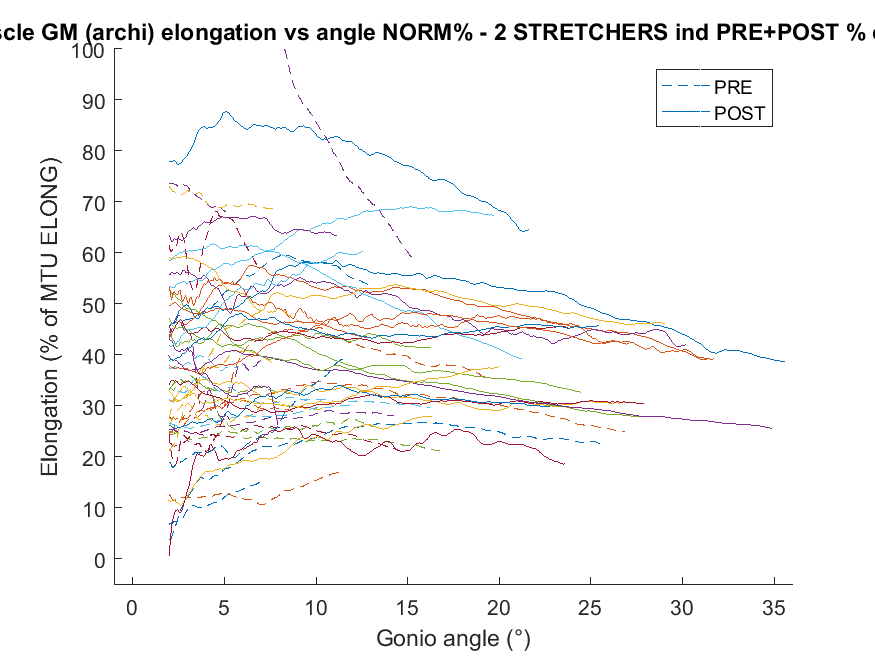 scle GM (archi) elongation vs angle NORM% - 2 STRETCHERS ind PRE+POST %
100
90
80
70
60
50
40
30
20
10
0
Elongation (% of MTU ELONG)
PRE
POST
0 5 10 15 20 25 30 35
Gonio angle (°)